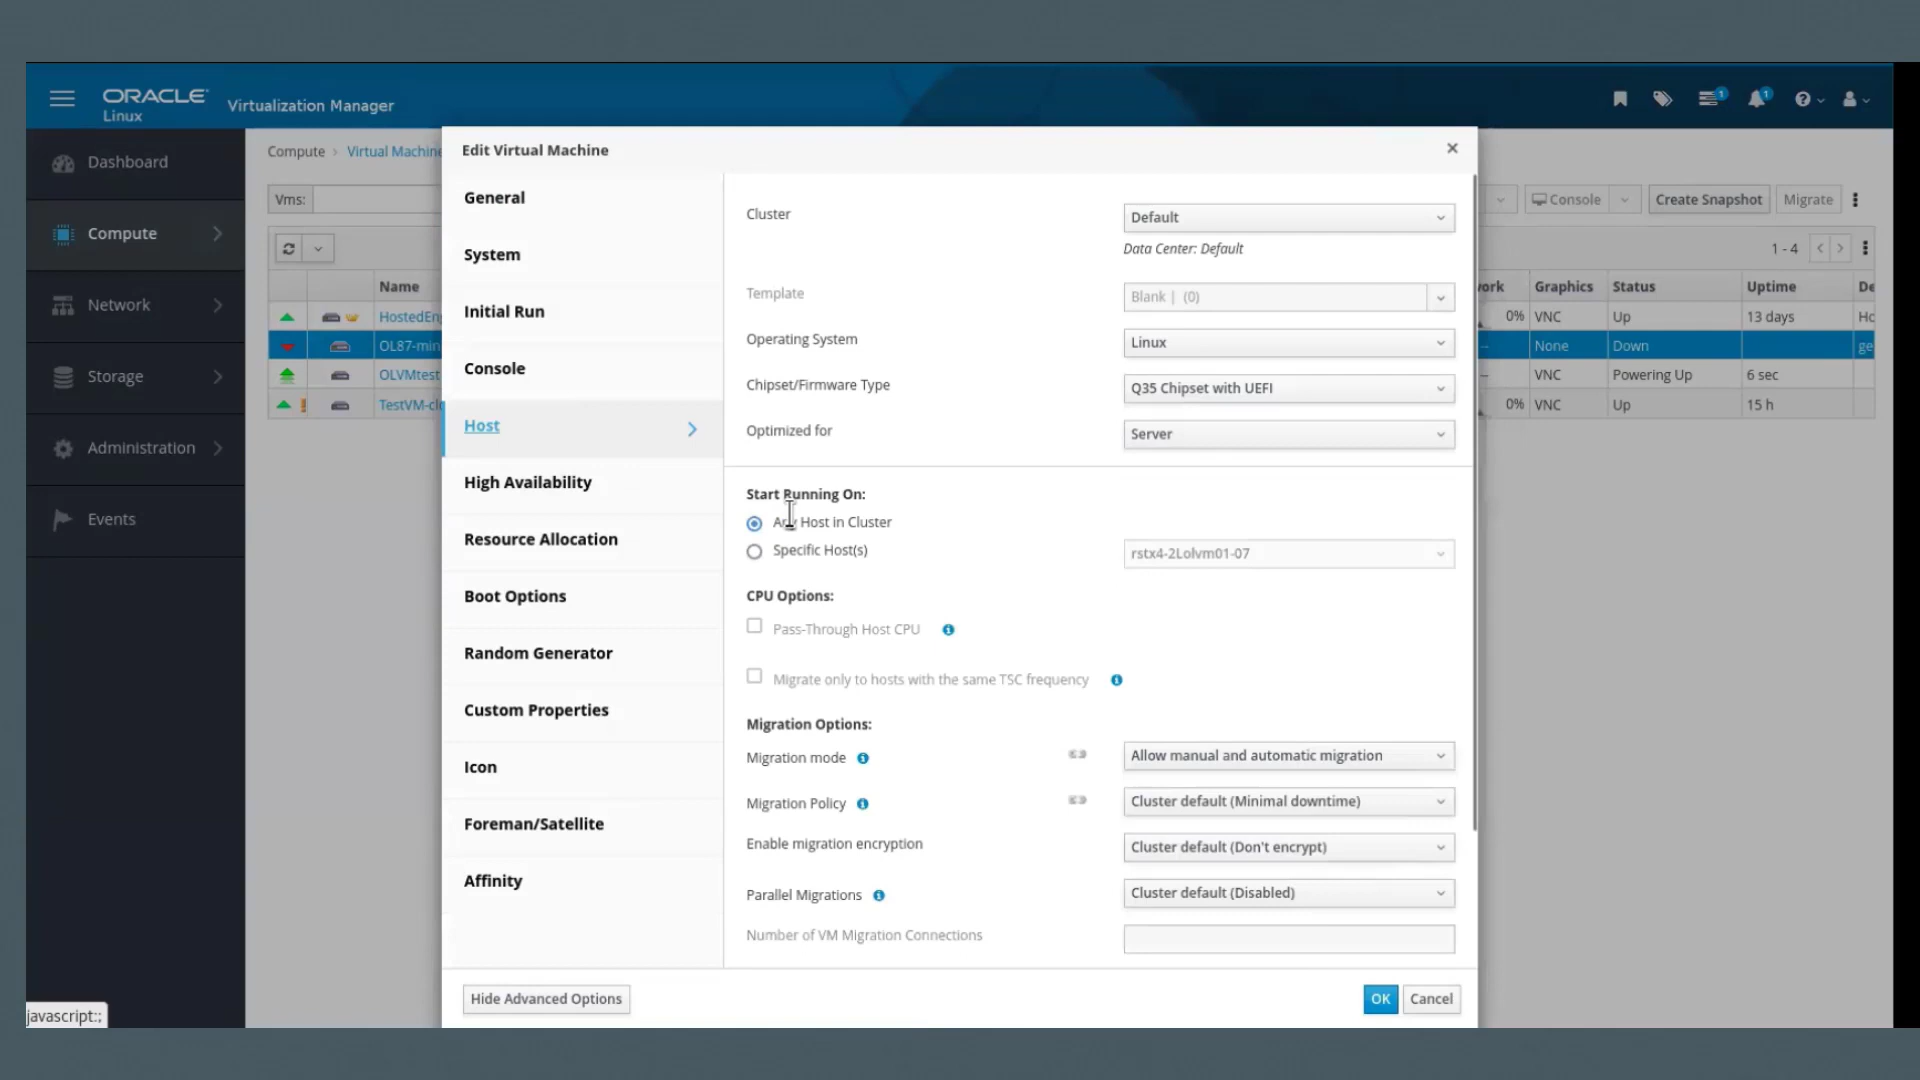 ORACLE
Linux
Virtualization Manager
1
1
Dashboard
Compute
Network
Storage
Administration
Events
Compute > Virtual Machine
Vms:
Console
Create Snapshot
Migrate
1 - 4
Name
Graphics
Status
Uptime
HostedEn
0%
VNC
Up
13 days
OL87-min
None
Down
OLVMtest
VNC
Powering Up
6 sec
TestVM-cl
0%
VNC
Up
15 h
Edit Virtual Machine
General
System
Initial Run
Console
Host
High Availability
Resource Allocation
Boot Options
Random Generator
Custom Properties
Icon
Foreman/Satellite
Affinity
Cluster
Default
Data Center: Default
Template
Blank | (0)
Operating System
Linux
Chipset/Firmware Type
Q35 Chipset with UEFI
Optimized for
Server
Start Running On:
Any Host in Cluster
Specific Host(s)
rstx4-2Lolvm01-07
CPU Options:
Pass-Through Host CPU
Migrate only to hosts with the same TSC frequency
Migration Options:
Migration mode
Allow manual and automatic migration
Migration Policy
Cluster default (Minimal downtime)
Enable migration encryption
Cluster default (Don't encrypt)
Parallel Migrations
Cluster default (Disabled)
Number of VM Migration Connections
Hide Advanced Options
OK
Cancel
javascript:;